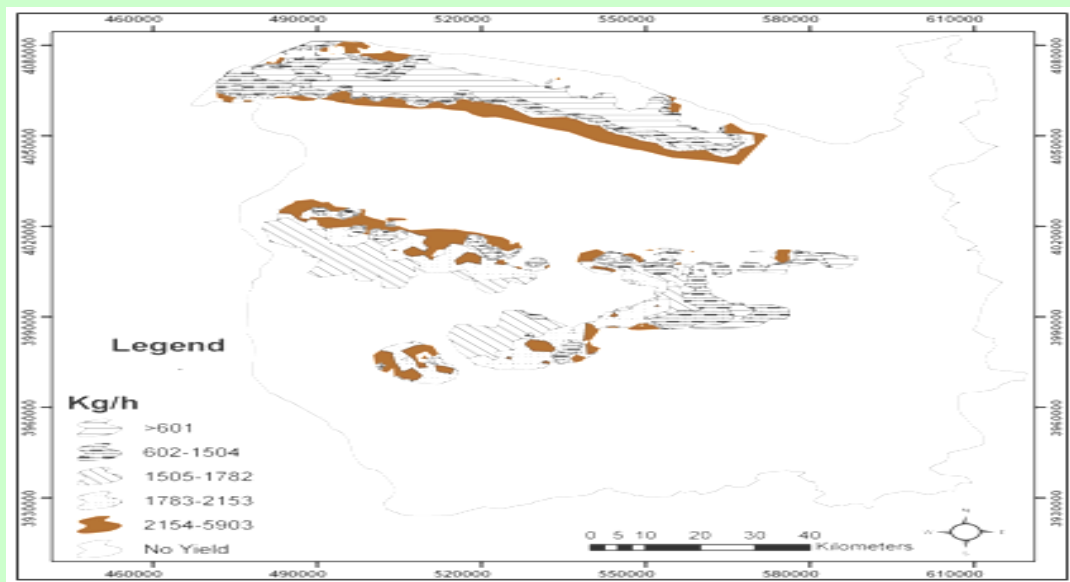 460000 490000 520000 550000 580000 610000
4080000 4080000
4050000 4050000
4020000 4020000
3990000 3990000
3960000 3960000
3930000 3930000
Legend
Kg/h
>601
602-1504
1505-1782
1783-2153
2154-5903
No Yield
0 5 10 20 30 40
Kilometers
N
W E
S
460000 490000 520000 550000 580000 610000